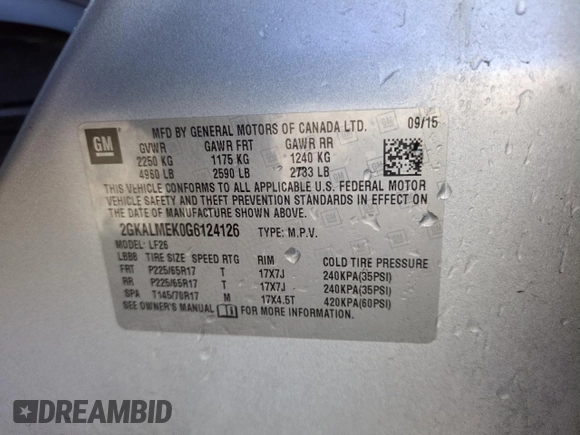 GM
MFD BY GENERAL MOTORS OF CANADA LTD. 09/15
GVWR GAWR FRT GAWR RR
2250 KG 1175 KG 1240 KG
4960 LB 2590 LB 2733 LB
THIS VEHICLE CONFORMS TO ALL APPLICABLE U.S. FEDERAL MOTOR
VEHICLE SAFETY AND THEFT PREVENTION STANDARDS IN EFFECT ON
THE DATE OF MANUFACTURE SHOWN ABOVE.
2GKALMEK0G6124126 TYPE: M.P.V.
MODEL: LF26
LBBB TIRE SIZE SPEED RTG RIM COLD TIRE PRESSURE
FRT P225/65R17 T 17X7J 240KPA(35PSI)
RR P225/65R17 T 17X7J 240KPA(35PSI)
SPA T145/70R17 M 17X4.5T 420KPA(60PSI)
SEE OWNER'S MANUAL FOR MORE INFORMATION.
DREAMBID